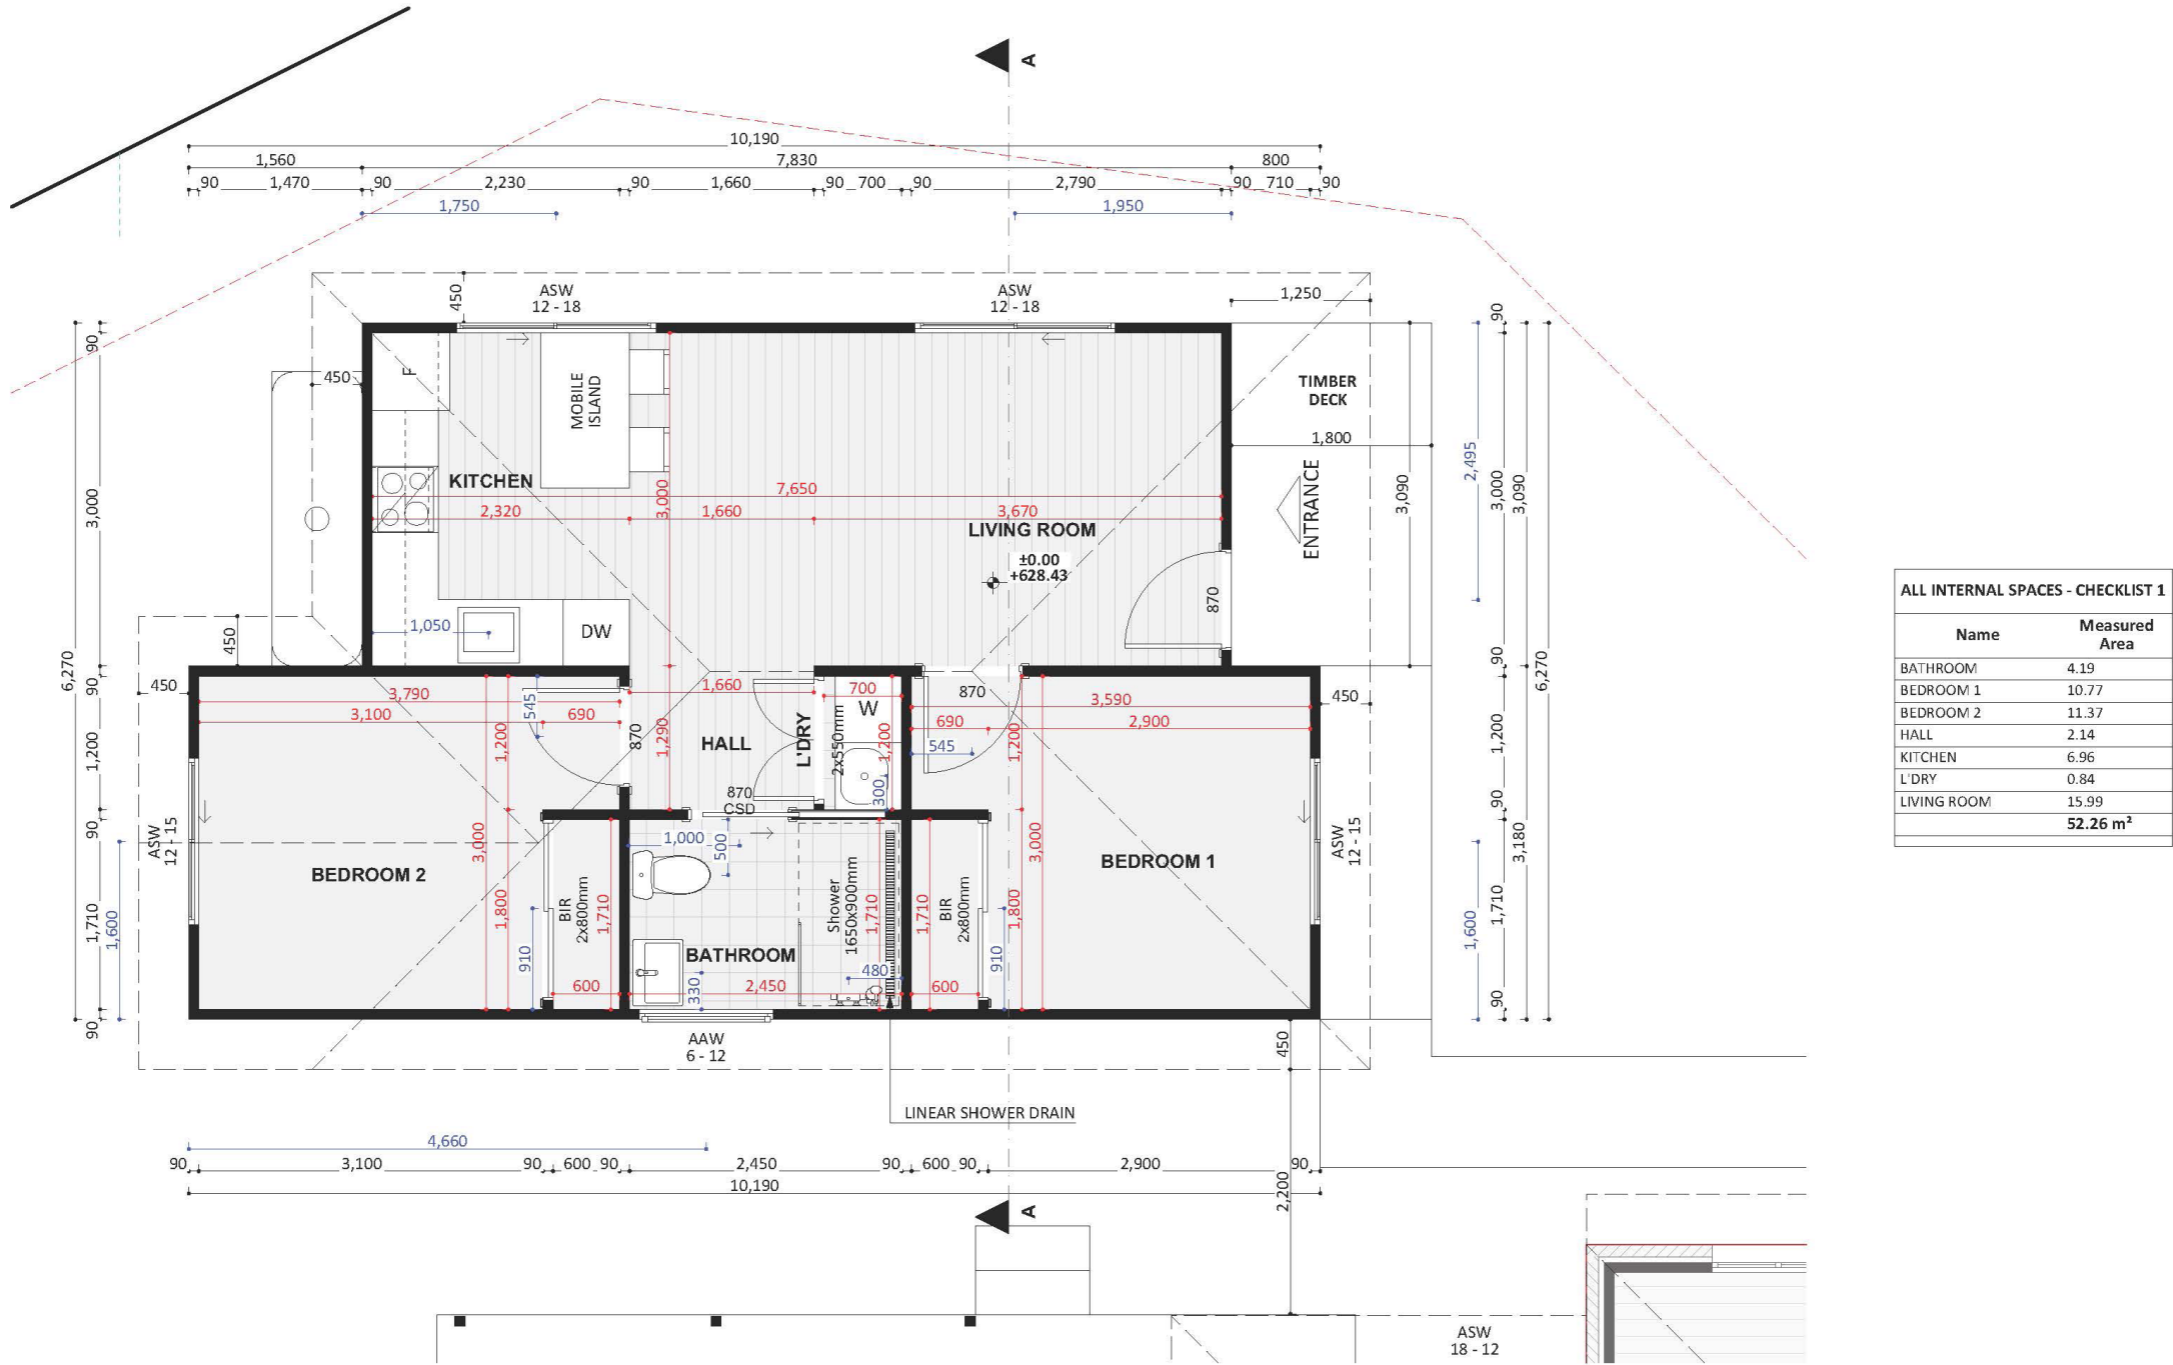 A
10,190
1,560
7,830
800
90
1,470
90
2,230
90
1,660
90
700
90
2,790
90
710
90
1,750
1,950
450
ASW
12 - 18
ASW
12 - 18
1,250
90
90
450
F
MOBILE
ISLAND
TIMBER
DECK
1,800
ENTRANCE
3,090
2,495
3,000
3,090
3,000
KITCHEN
3,000
7,650
2,320
1,660
3,670
LIVING ROOM
±0.00
+628.43
870
1,050
DW
450
6,270
90
450
90
6,270
450
3,790
3,100
690
545
870
1,660
1,290
HALL
L'DRY
700
W
2x550mm
1,200
300
870
3,590
690
2,900
545
1,200
1,200
1,200
1,200
870
CSD
90
90
ASW
12 - 15
ASW
12 - 15
BEDROOM 2
3,000
1,800
910
BIR
2x800mm
1,710
600
1,000
500
BATHROOM
330
2,450
Shower
1650x900mm
1,710
480
1,710
BIR
2x800mm
600
910
3,000
1,800
BEDROOM 1
1,710
1,600
90
1,600
1,710
3,180
90
AAW
6 - 12
450
LINEAR SHOWER DRAIN
4,660
90
3,100
90
600
90
2,450
90
600
90
2,900
90
10,190
2,200
A
ASW
18 - 12
ALL INTERNAL SPACES - CHECKLIST 1
Name Measured
Area
BATHROOM 4.19
BEDROOM 1 10.77
BEDROOM 2 11.37
HALL 2.14
KITCHEN 6.96
L'DRY 0.84
LIVING ROOM 15.99
52.26 m²